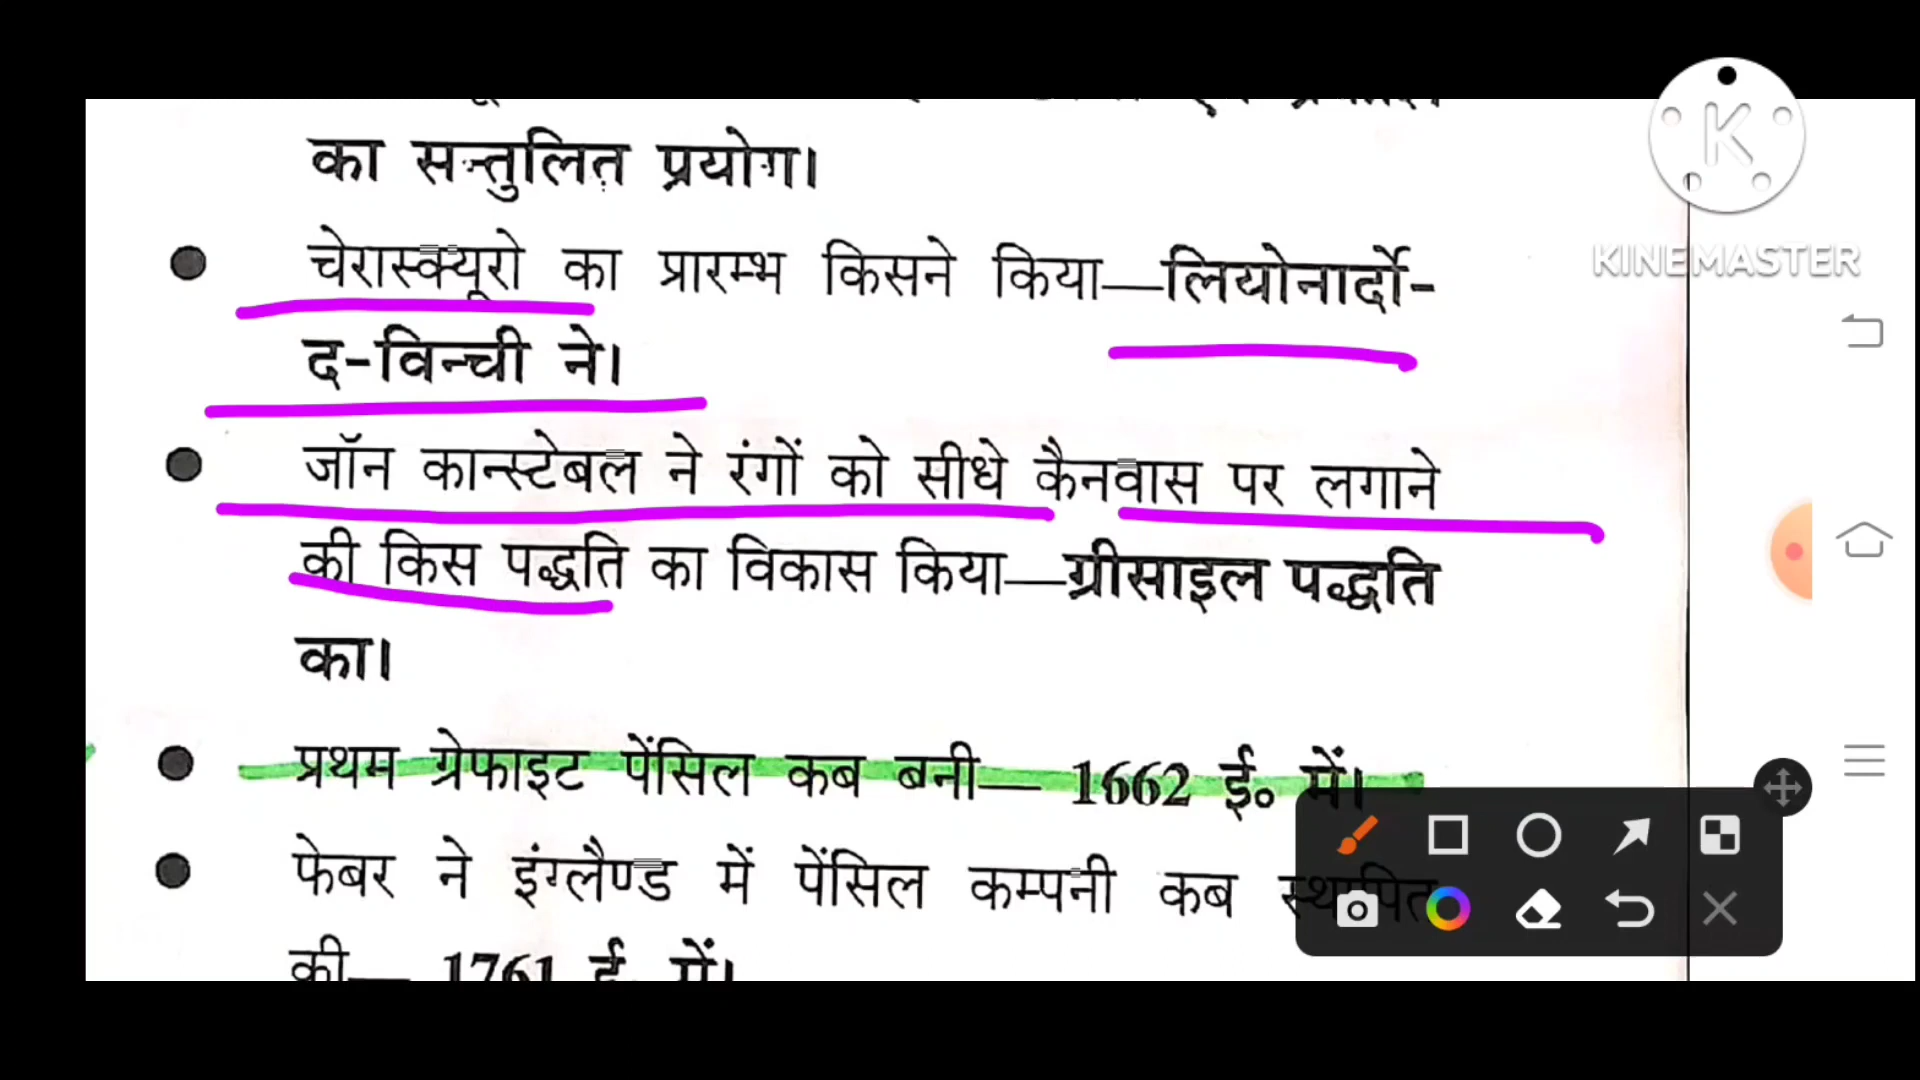 का सन्तुलित प्रयोग।
चेरास्क्यूरो का प्रारम्भ किसने किया—लियोनार्दो-
द-विन्ची ने।
जॉन कान्स्टेबल ने रंगों को सीधे कैनवास पर लगाने
की किस पद्धति का विकास किया—ग्रीसाइल पद्धति
का।
प्रथम ग्रेफाइट पेंसिल कब बनी— 1662 ई० में।
फेबर ने इंग्लैण्ड में पेंसिल कम्पनी कब स्थापित
की— 1761 ई. में।
K
KINEMASTER